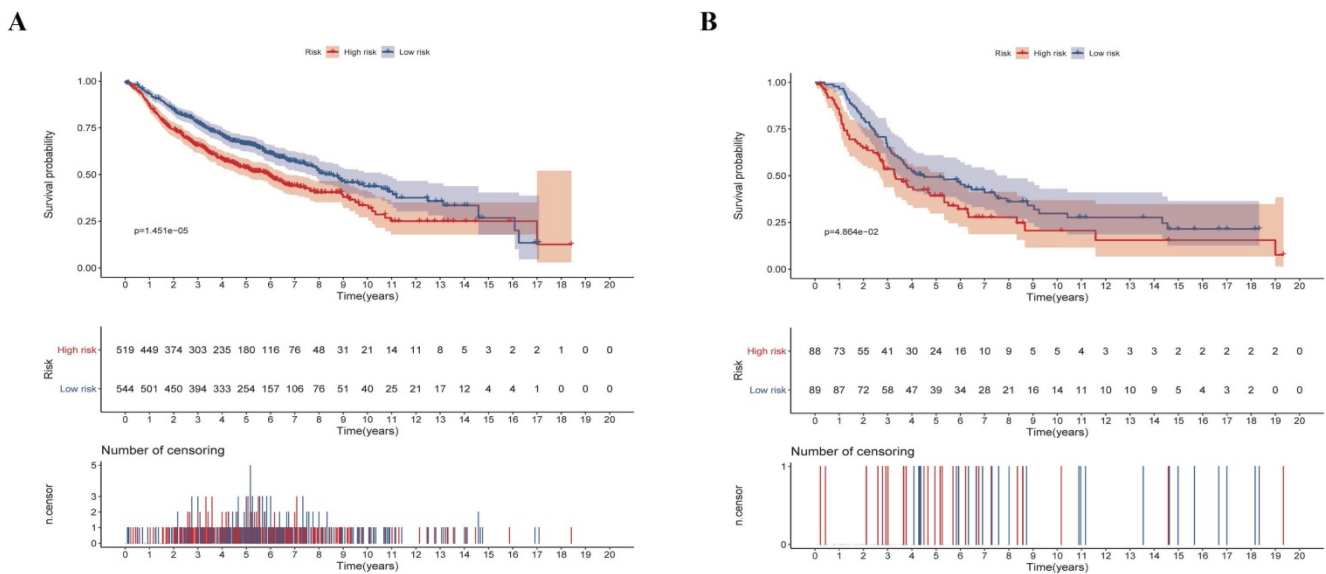 A
Risk High risk Low risk
1.00
0.75
0.50
0.25
0.00
Survival probability
p=1.451e−05
0 1 2 3 4 5 6 7 8 9 10 11 12 13 14 15 16 17 18 19 20
Time(years)
Risk
High risk 519 449 374 303 235 180 116 76 48 31 21 14 11 8 5 3 2 2 1 0 0
Low risk 544 501 450 394 333 254 157 106 76 51 40 25 21 17 12 4 4 1 0 0 0
0 1 2 3 4 5 6 7 8 9 10 11 12 13 14 15 16 17 18 19 20
Time(years)
Number of censoring
n.censor
5
3
2
1
0
0 1 2 3 4 5 6 7 8 9 10 11 12 13 14 15 16 17 18 19 20
Time(years)
B
Risk High risk Low risk
1.00
0.75
0.50
0.25
0.00
Survival probability
p=4.864e−02
0 1 2 3 4 5 6 7 8 9 10 11 12 13 14 15 16 17 18 19 20
Time(years)
Risk
High risk 88 73 55 41 30 24 16 10 9 5 5 4 3 3 3 2 2 2 2 2 0
Low risk 89 87 72 58 47 39 34 28 21 16 14 11 10 10 9 5 4 3 2 0 0
0 1 2 3 4 5 6 7 8 9 10 11 12 13 14 15 16 17 18 19 20
Time(years)
Number of censoring
n.censor
1
0
0 1 2 3 4 5 6 7 8 9 10 11 12 13 14 15 16 17 18 19 20
Time(years)